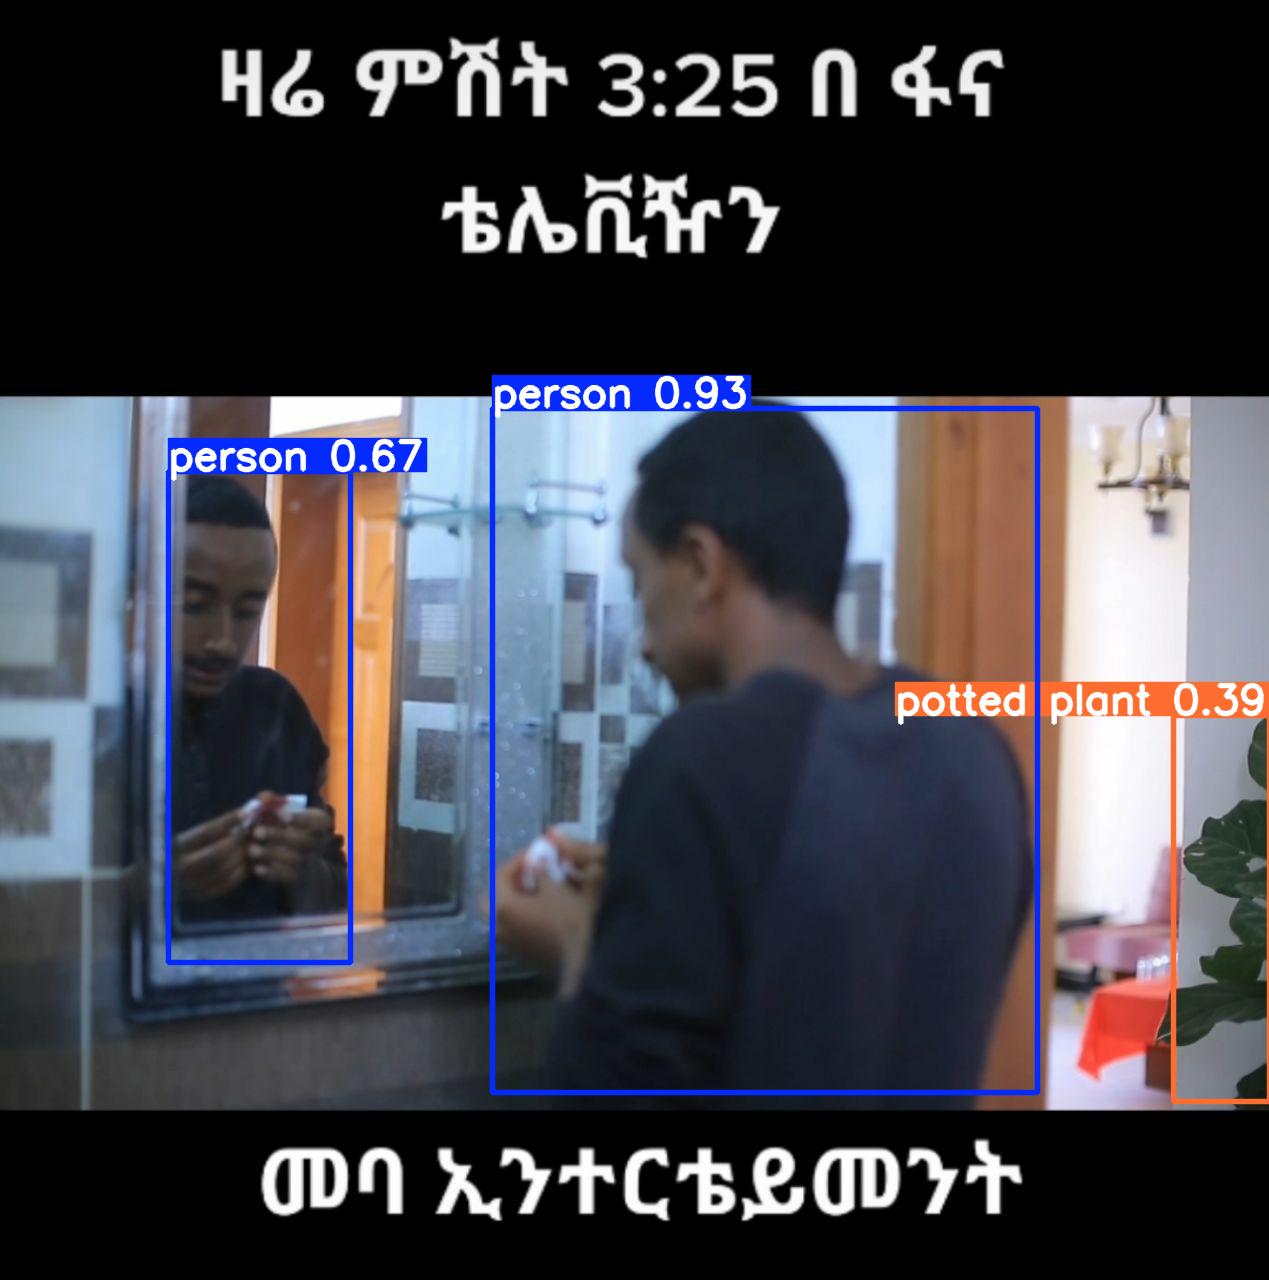 ዛሬ ምሽት 3:25 በ ፋና
ቴሌቪዥን
person 0.93
person 0.67
potted plant 0.39
መባ ኢንተርቴይመንት